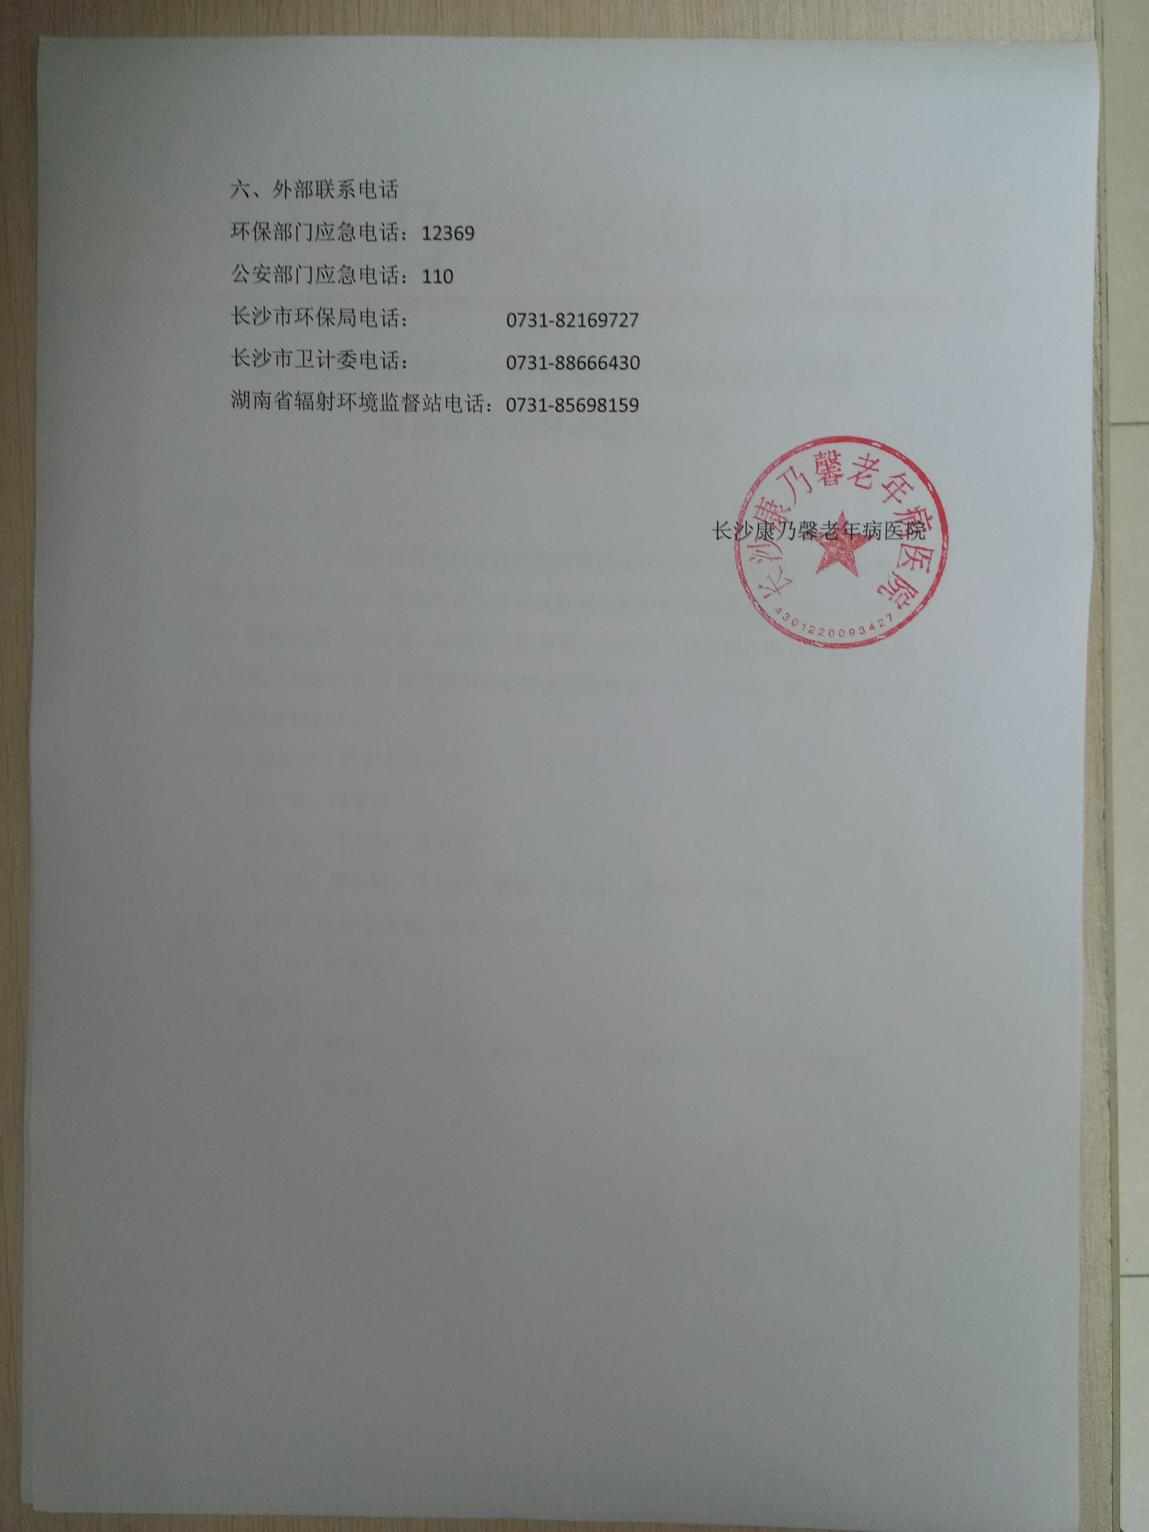 六、外部联系电话
环保部门应急电话：12369
公安部门应急电话：110
长沙市环保局电话： 0731-82169727
长沙市卫计委电话： 0731-88666430
湖南省辐射环境监督站电话：0731-85698159
长沙康乃馨老年病医院
长沙康乃馨老年病医院
4301220093427